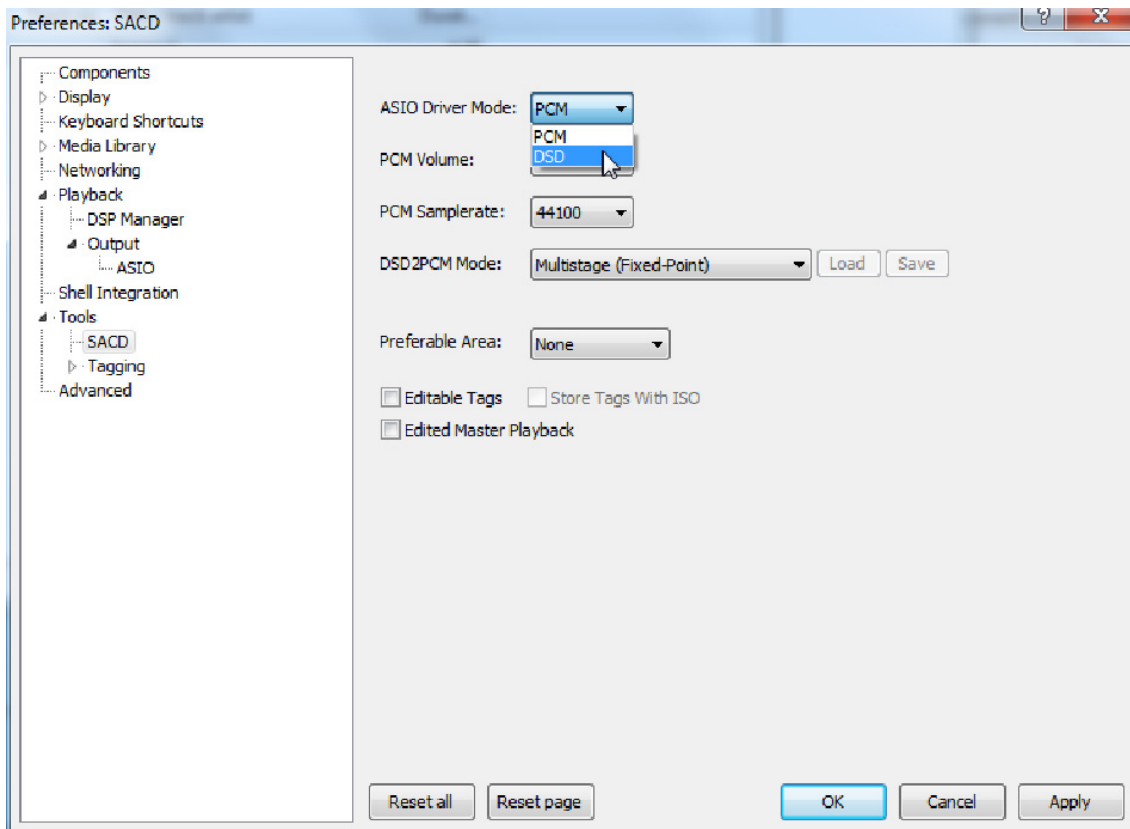 Preferences: SACD
?
X
Components
Display
Keyboard Shortcuts
Media Library
Networking
Playback
DSP Manager
Output
ASIO
Shell Integration
Tools
SACD
Tagging
Advanced
ASIO Driver Mode: PCM
PCM
DSD
PCM Volume:
PCM Samplerate: 44100
DSD2PCM Mode: Multistage (Fixed-Point) Load Save
Preferable Area: None
Editable Tags Store Tags With ISO
Edited Master Playback
Reset all Reset page OK Cancel Apply